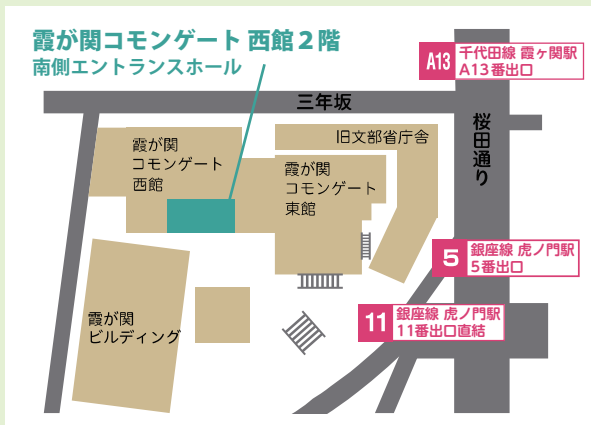 霞が関コモンゲート 西館２階
南側エントランスホール
A13
千代田線 霞ヶ関駅
A13番出口
三年坂
桜田通り
旧文部省庁舎
霞が関
コモンゲート
西館
霞が関
コモンゲート
東館
5
銀座線 虎ノ門駅
5番出口
11
銀座線 虎ノ門駅
11番出口直結
霞が関
ビルディング